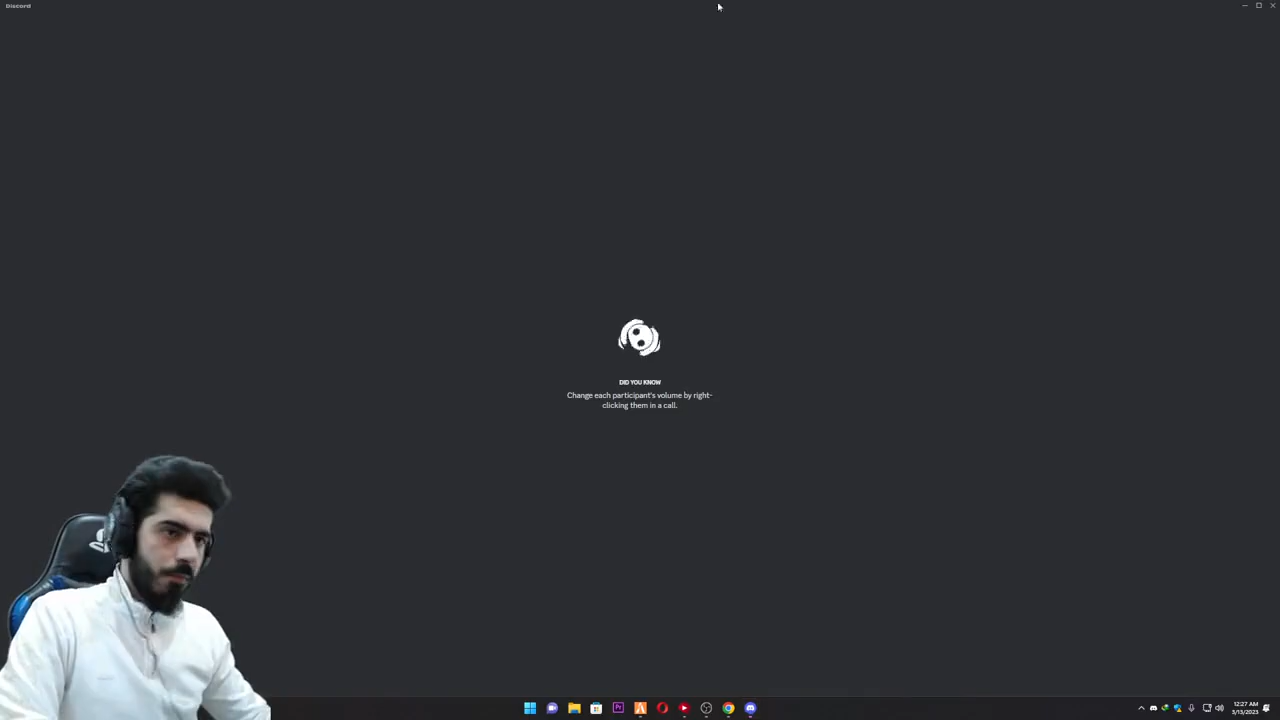 Discord
DID YOU KNOW
Change each participant's volume by right-
clicking them in a call.
Pr
12:27 AM
5/13/2023